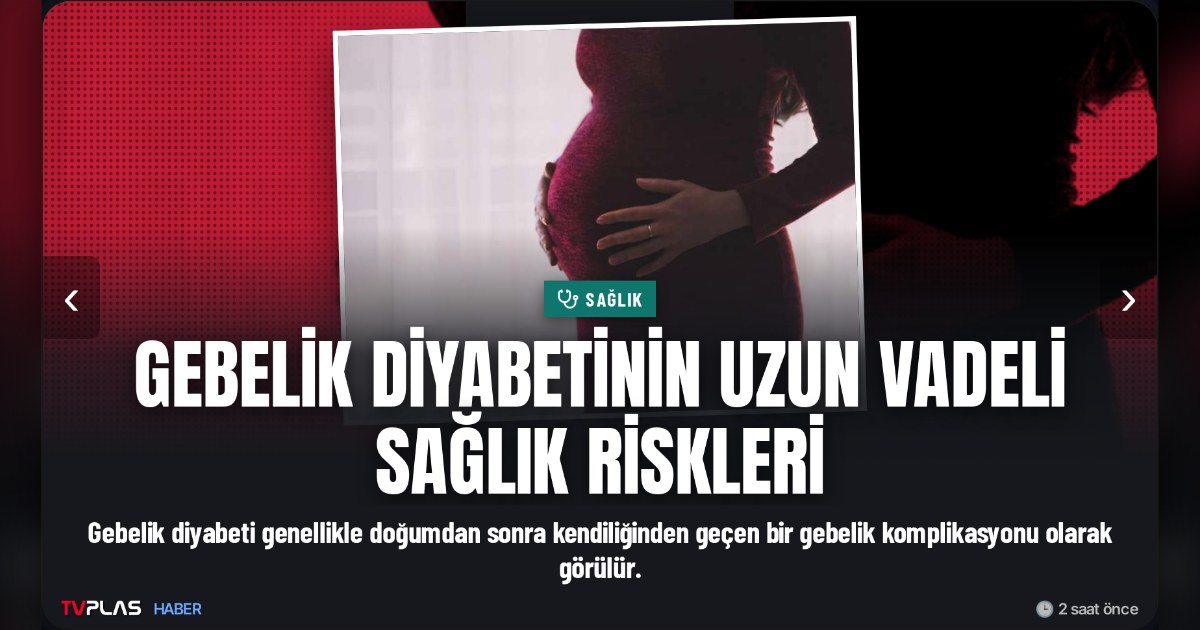 SAĞLIK
GEBELİK DİYABETİNİN UZUN VADELİ
SAĞLIK RİSKLERİ
Gebelik diyabeti genellikle doğumdan sonra kendiliğinden geçen bir gebelik komplikasyonu olarak
görülür.
TVPLAS HABER
2 saat önce